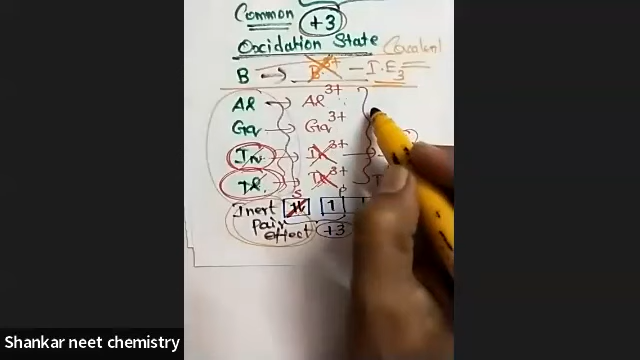 Common +3
Oxidation State Covalent
B → B³⁺ - I.E₃
Al → Al³⁺
Ga → Ga³⁺
In → In³⁺ →
Tl. → Tl³⁺ → T
S P
Inert 1l 1
pair
effect +3
Shankar neet chemistry